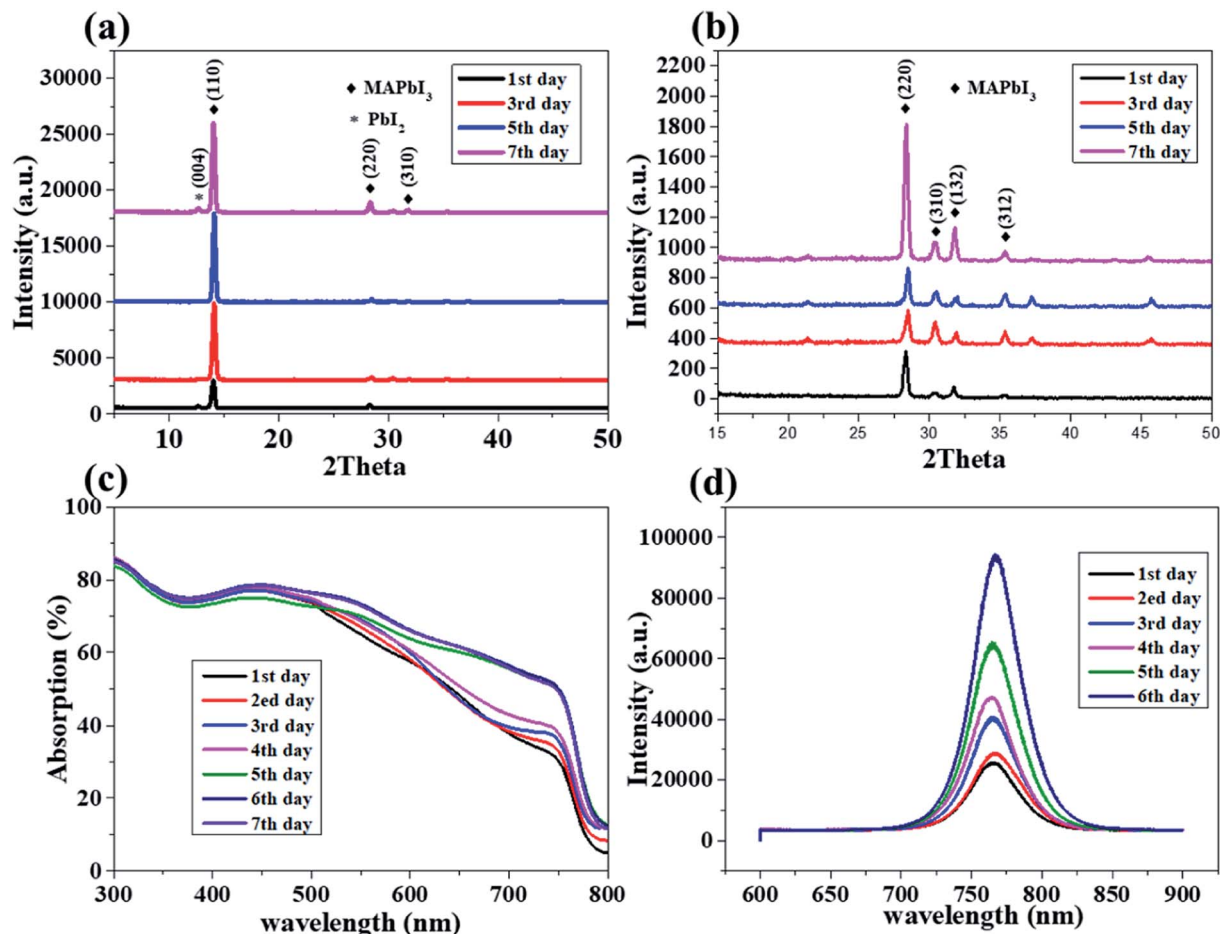 (a)
30000
25000
20000
15000
10000
5000
0
Intensity (a.u.)
* (004)
◆ (110)
◆ (220)
◆ (310)
◆ MAPbI3
* PbI2
1st day
3rd day
5th day
7th day
10
20
30
40
50
2Theta
(b)
2200
2000
1800
1600
1400
1200
1000
800
600
400
200
0
Intensity (a.u.)
◆ (220)
◆ (310)
◆ (132)
◆ (312)
◆ MAPbI3
1st day
3rd day
5th day
7th day
15
20
25
30
35
40
45
50
2Theta
(c)
100
80
60
40
20
0
Absorption (%)
1st day
2ed day
3rd day
4th day
5th day
6th day
7th day
300
400
500
600
700
800
wavelength (nm)
(d)
100000
80000
60000
40000
20000
0
Intensity (a.u.)
1st day
2ed day
3rd day
4th day
5th day
6th day
600
650
700
750
800
850
900
wavelength (nm)